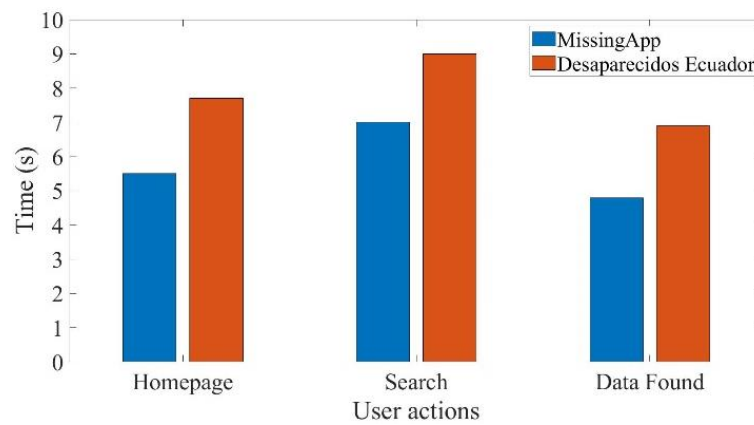 10
9
8
7
6
5
4
3
2
1
0
Time (s)
MissingApp
Desaparecidos Ecuador
Homepage
Search
Data Found
User actions